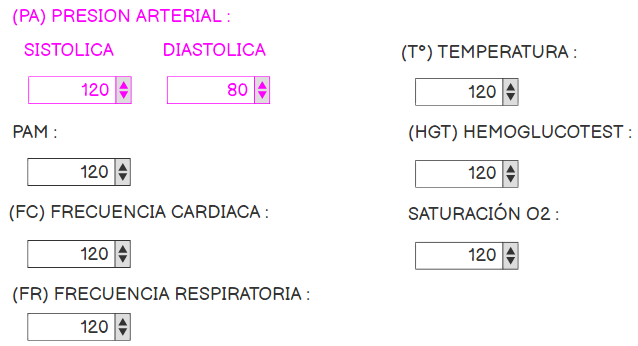 (PA) PRESION ARTERIAL :
SISTOLICA DIASTOLICA
120 80
PAM :
120
(FC) FRECUENCIA CARDIACA :
120
(FR) FRECUENCIA RESPIRATORIA :
120
(T°) TEMPERATURA :
120
(HGT) HEMOGLUCOTEST :
120
SATURACIÓN O2 :
120